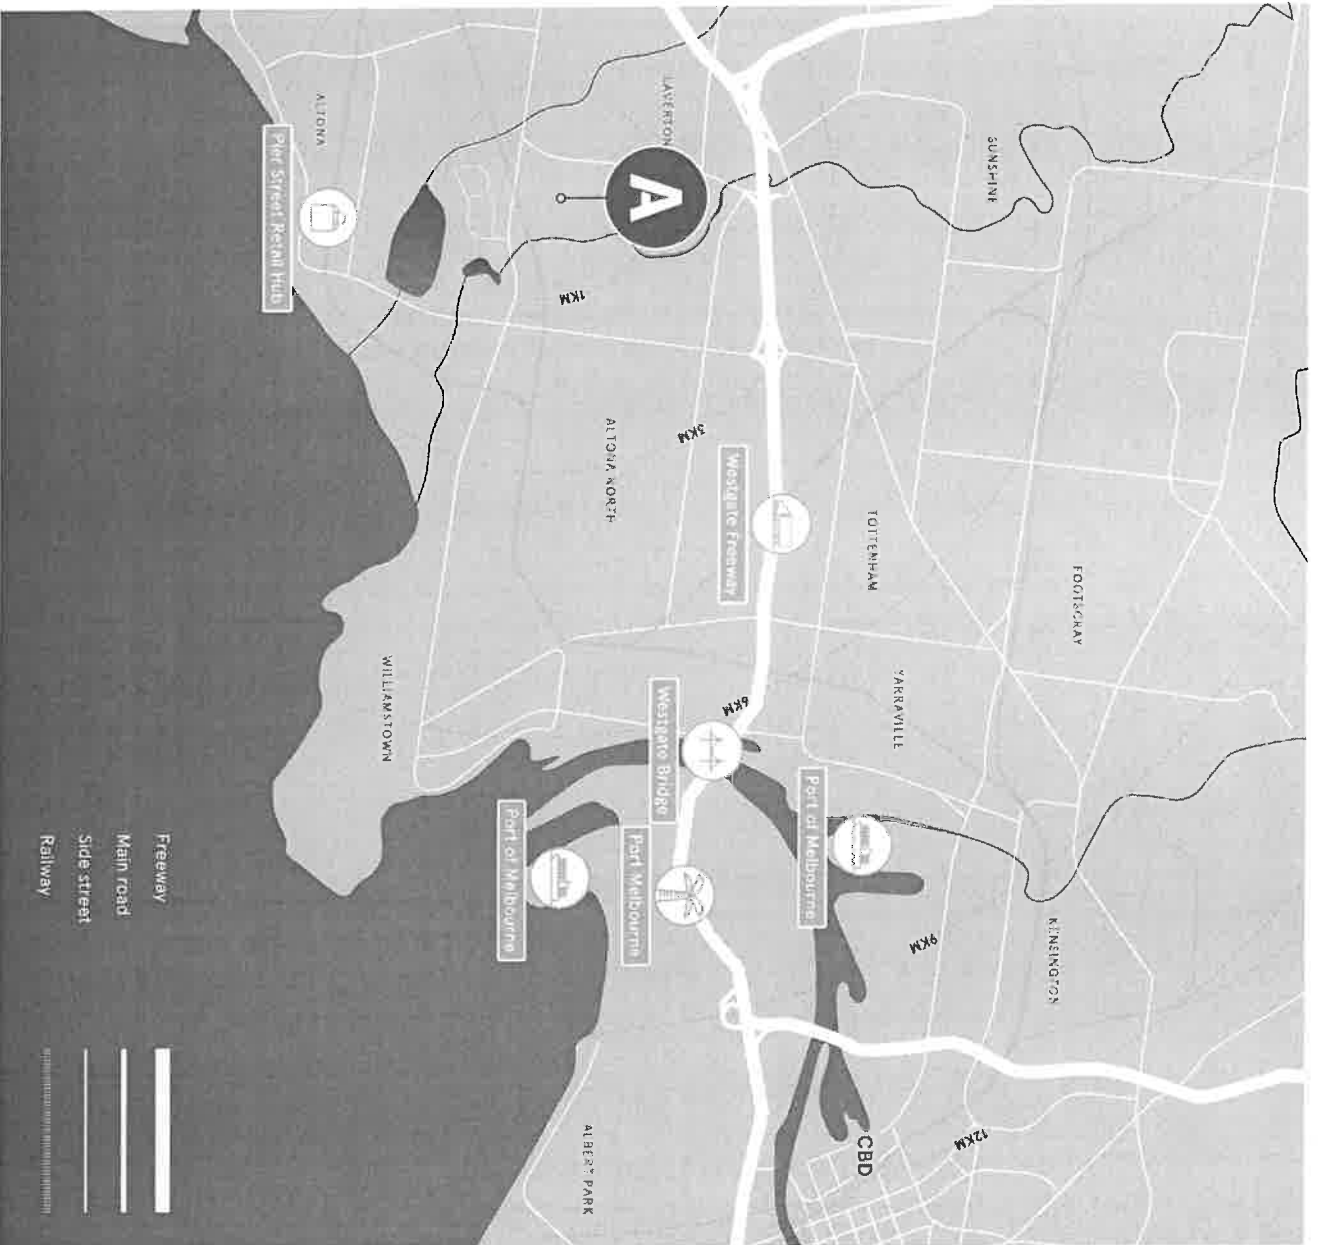 SUNSHINE
LAVERTON
ALTONA
A
Pier Street Retail Hub
1KM
3KM
ALTONA NORTH
Westgate Freeway
TOTTENHAM
FOOTSCRAY
YARRAVILLE
6KM
WILLIAMSTOWN
Westgate Bridge
Port of Melbourne
Port Melbourne
Port of Melbourne
9KM
KENSINGTON
12KM
CBD
ALBERT PARK
Freeway
Main road
Side street
Railway